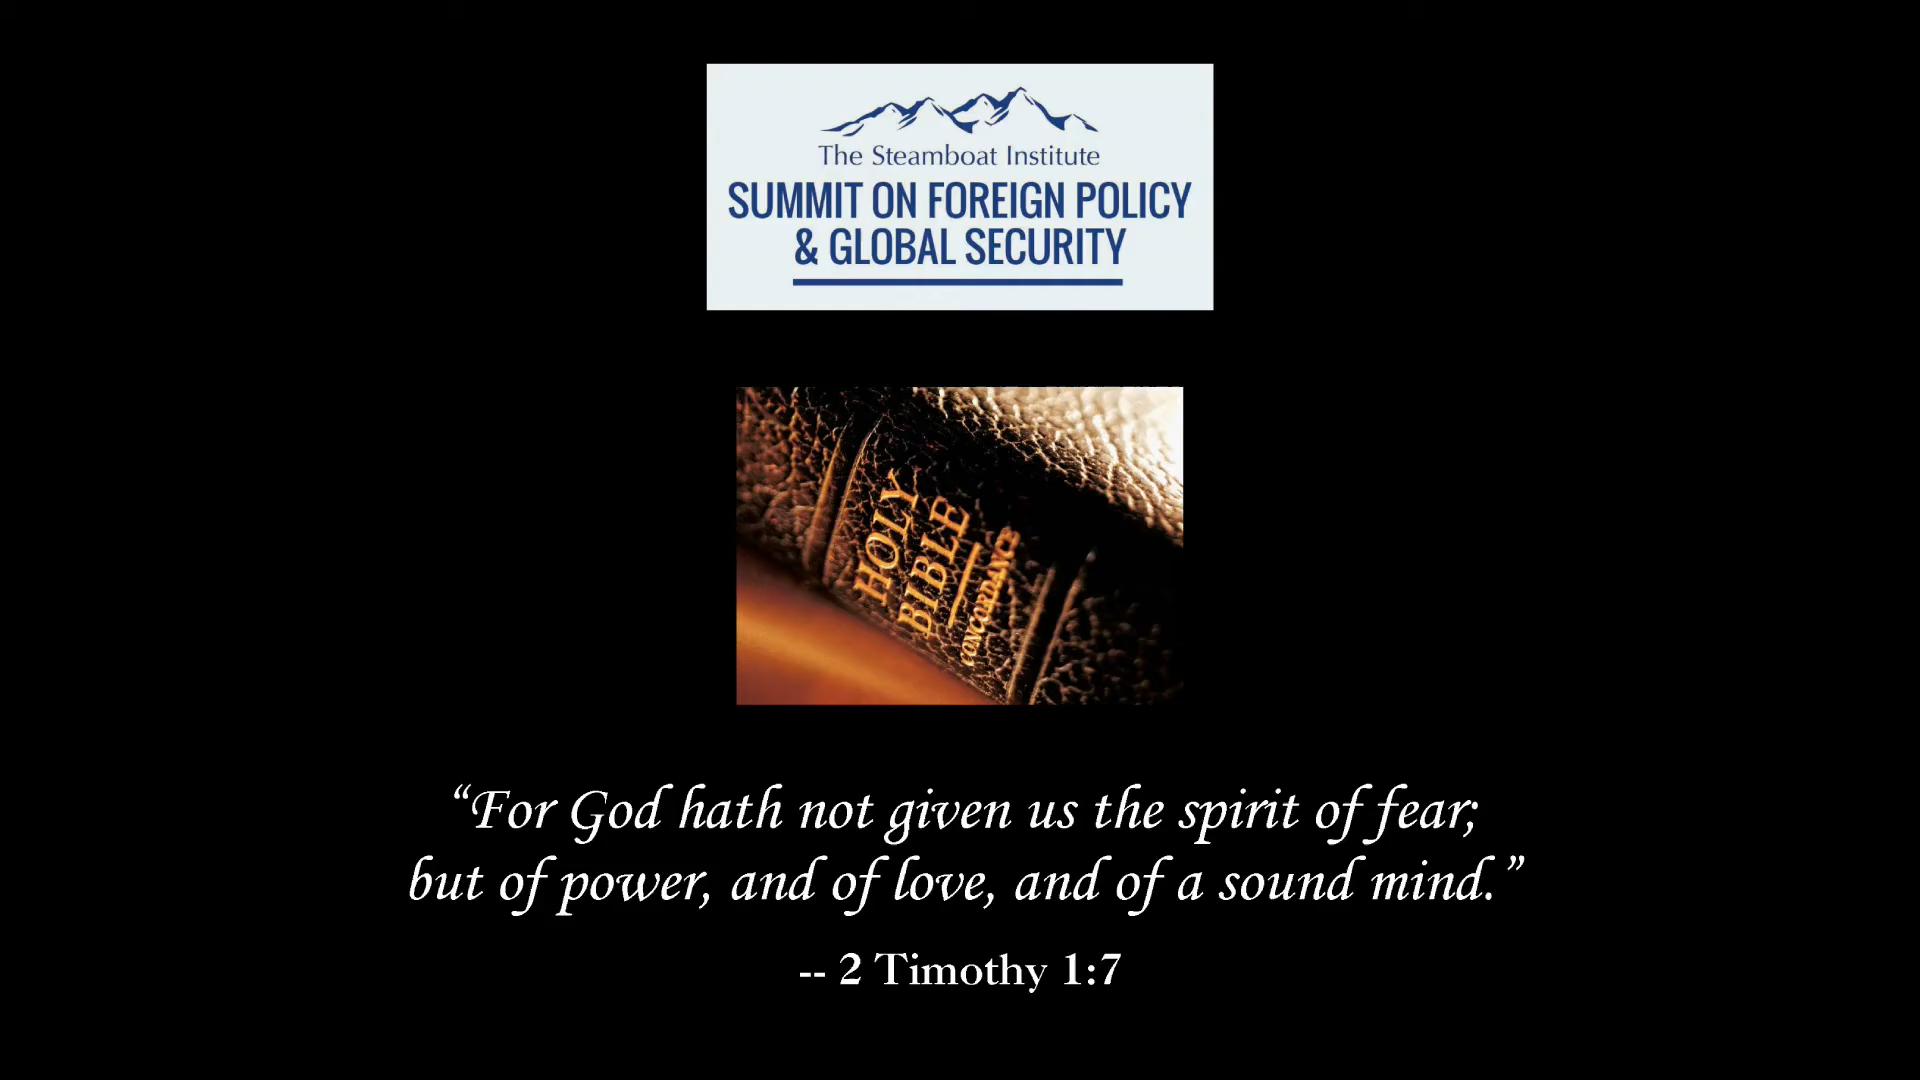 The Steamboat Institute
SUMMIT ON FOREIGN POLICY
& GLOBAL SECURITY
HOLY
BIBLE
CONCORDANCE
“For God hath not given us the spirit of fear;
but of power, and of love, and of a sound mind.”
-- 2 Timothy 1:7